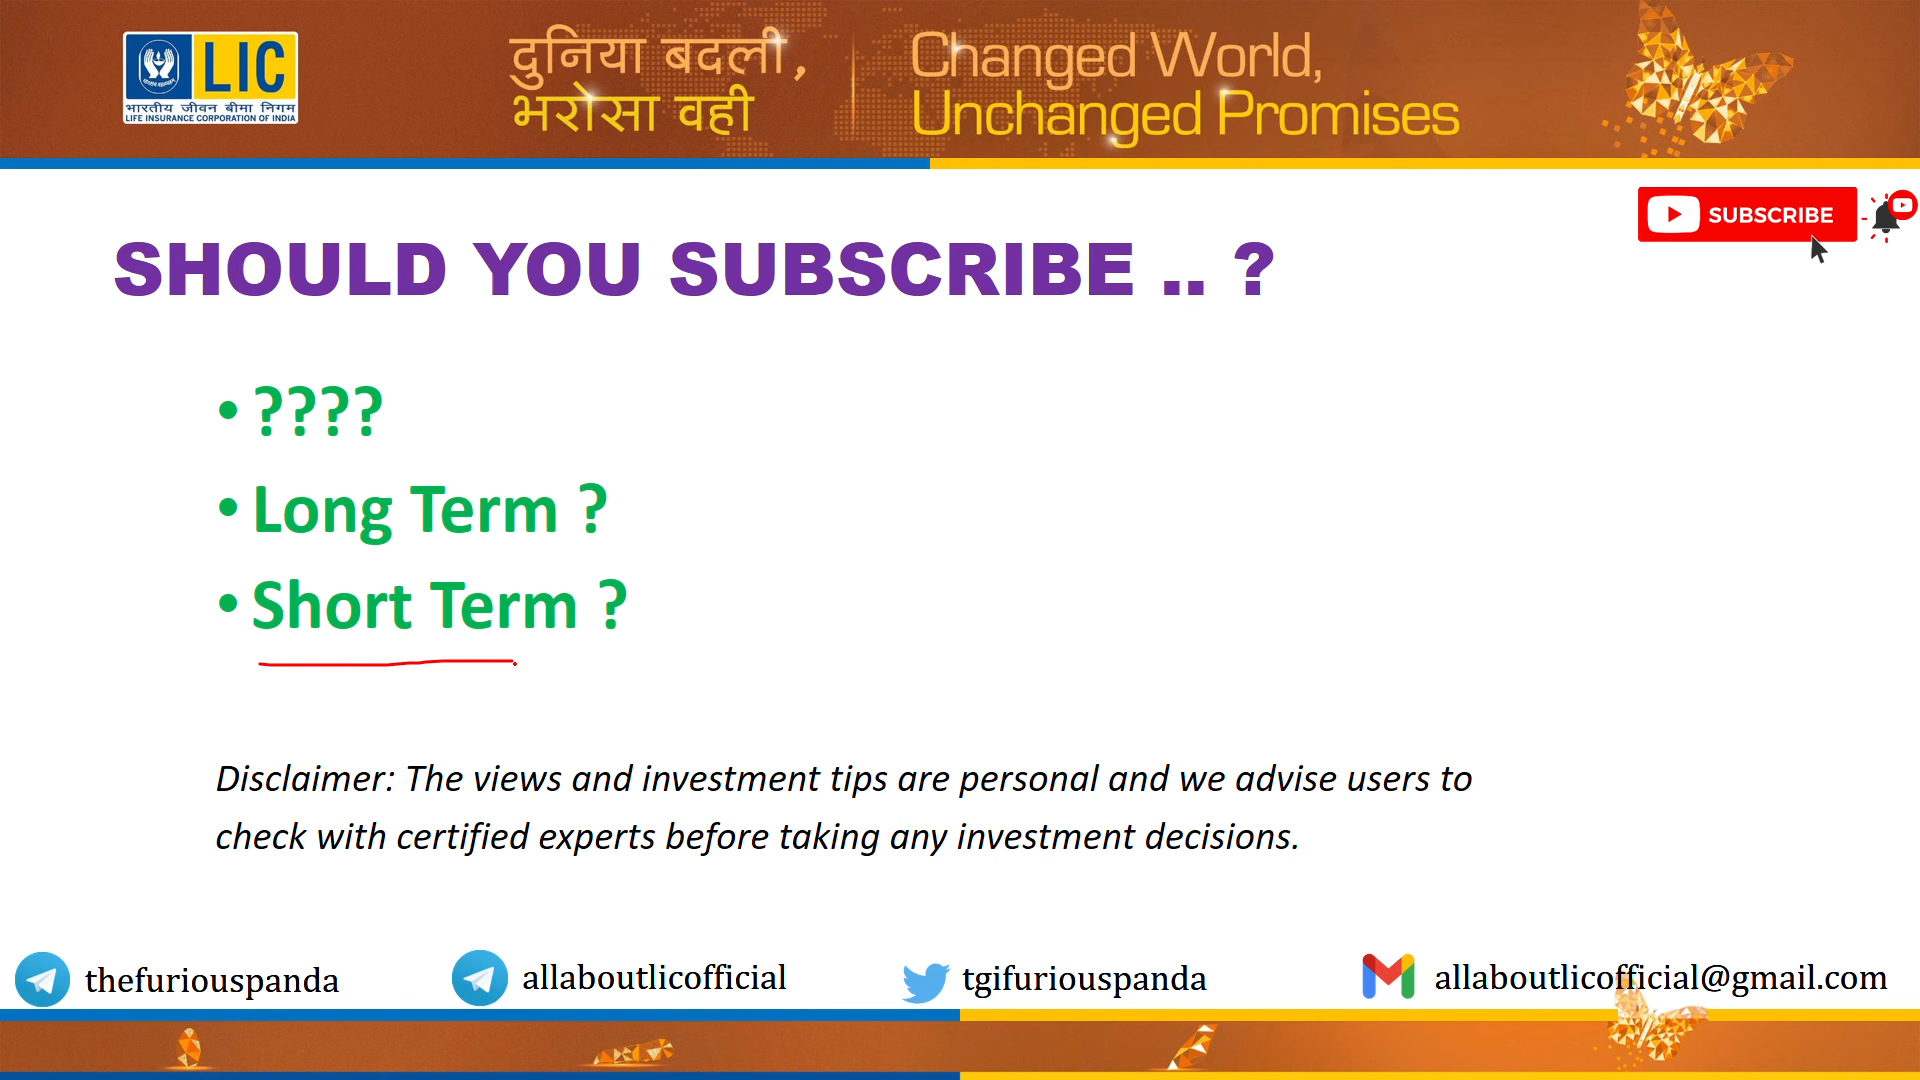 LIC
भारतीय जीवन बीमा निगम
LIFE INSURANCE CORPORATION OF INDIA
दुनिया बदली,
भरोसा वही
Changed World,
Unchanged Promises
SUBSCRIBE
SHOULD YOU SUBSCRIBE .. ?
• ????
• Long Term ?
• Short Term ?
Disclaimer: The views and investment tips are personal and we advise users to
check with certified experts before taking any investment decisions.
thefuriouspanda
allaboutlicofficial
tgifuriouspanda
allaboutlicofficial@gmail.com